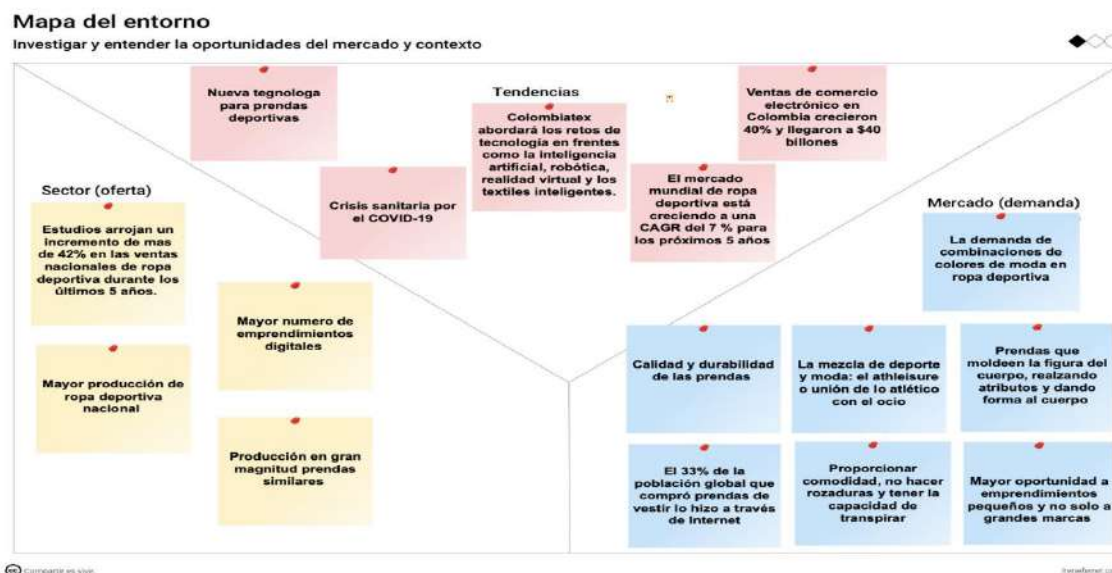 Mapa del entorno
Investigar y entender la oportunidades del mercado y contexto
Tendencias
Nueva tegnologa
para prendas
deportivas
Crisis sanitaria por
el COVID-19
Colombiatex
abordará los retos de
tecnología en frentes
como la inteligencia
artificial, robótica,
realidad virtual y los
textiles inteligentes.
El mercado
mundial de ropa
deportiva está
creciendo a una
CAGR del 7 % para
los próximos 5 años
Ventas de comercio
electrónico en
Colombia crecieron
40% y llegaron a $40
billones
Sector (oferta)
Estudios arrojan un
incremento de mas
de 42% en las ventas
nacionales de ropa
deportiva durante los
últimos 5 años.
Mayor numero de
emprendimientos
digitales
Mayor producción de
ropa deportiva
nacional
Producción en gran
magnitud prendas
similares
Mercado (demanda)
La demanda de
combinaciones de
colores de moda en
ropa deportiva
Calidad y durabilidad
de las prendas
La mezcla de deporte
y moda: el athleisure
o unión de lo atlético
con el ocio
Prendas que
moldeen la figura del
cuerpo, realzando
atributos y dando
forma al cuerpo
El 33% de la
población global que
compró prendas de
vestir lo hizo a través
de Internet
Proporcionar
comodidad, no hacer
rozaduras y tener la
capacidad de
transpirar
Mayor oportunidad a
emprendimientos
pequeños y no solo a
grandes marcas
Compartir es vivir.